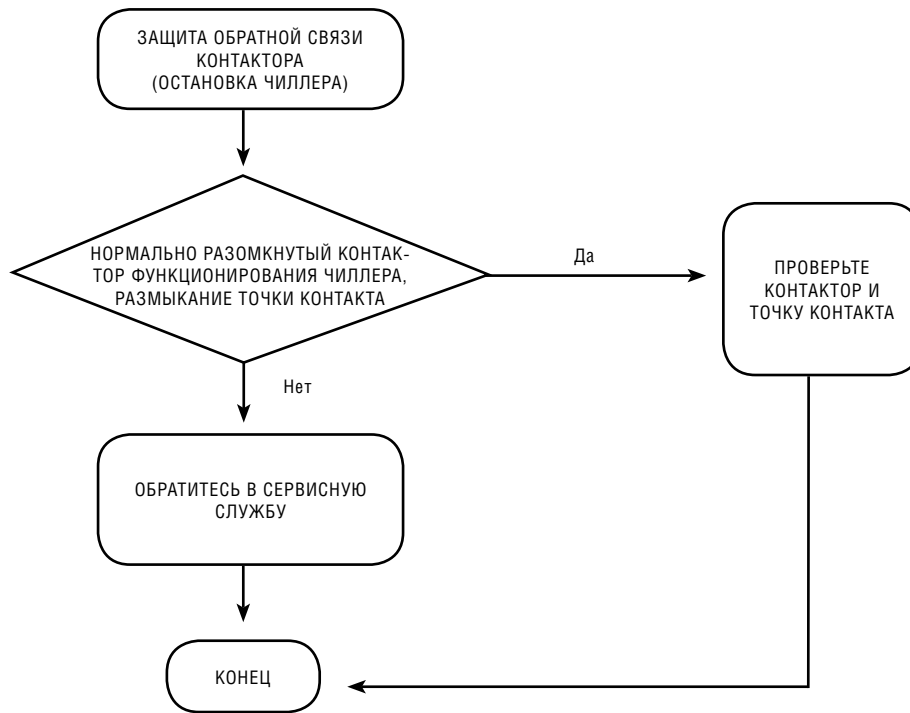 ЗАЩИТА ОБРАТНОЙ СВЯЗИ
КОНТАКТОРА
(ОСТАНОВКА ЧИЛЛЕРА)
НОРМАЛЬНО РАЗОМКНУТЫЙ КОНТАК-
ТОР ФУНКЦИОНИРОВАНИЯ ЧИЛЛЕРА,
РАЗМЫКАНИЕ ТОЧКИ КОНТАКТА
Да
ПРОВЕРЬТЕ
КОНТАКТОР И
ТОЧКУ КОНТАКТА
Нет
ОБРАТИТЕСЬ В СЕРВИСНУЮ
СЛУЖБУ
КОНЕЦ